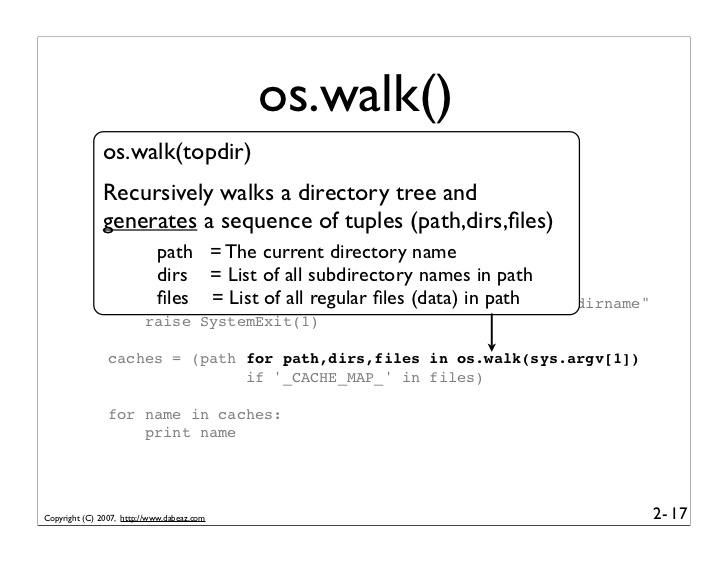 os.walk()
os.walk(topdir)
Recursively walks a directory tree and
generates a sequence of tuples (path,dirs,files)
path = The current directory name
dirs = List of all subdirectory names in path
files = List of all regular files (data) in path
dirname"
raise SystemExit(1)
caches = (path for path,dirs,files in os.walk(sys.argv[1])
if '_CACHE_MAP_' in files)
for name in caches:
print name
Copyright (C) 2007, http://www.dabeaz.com
2-17